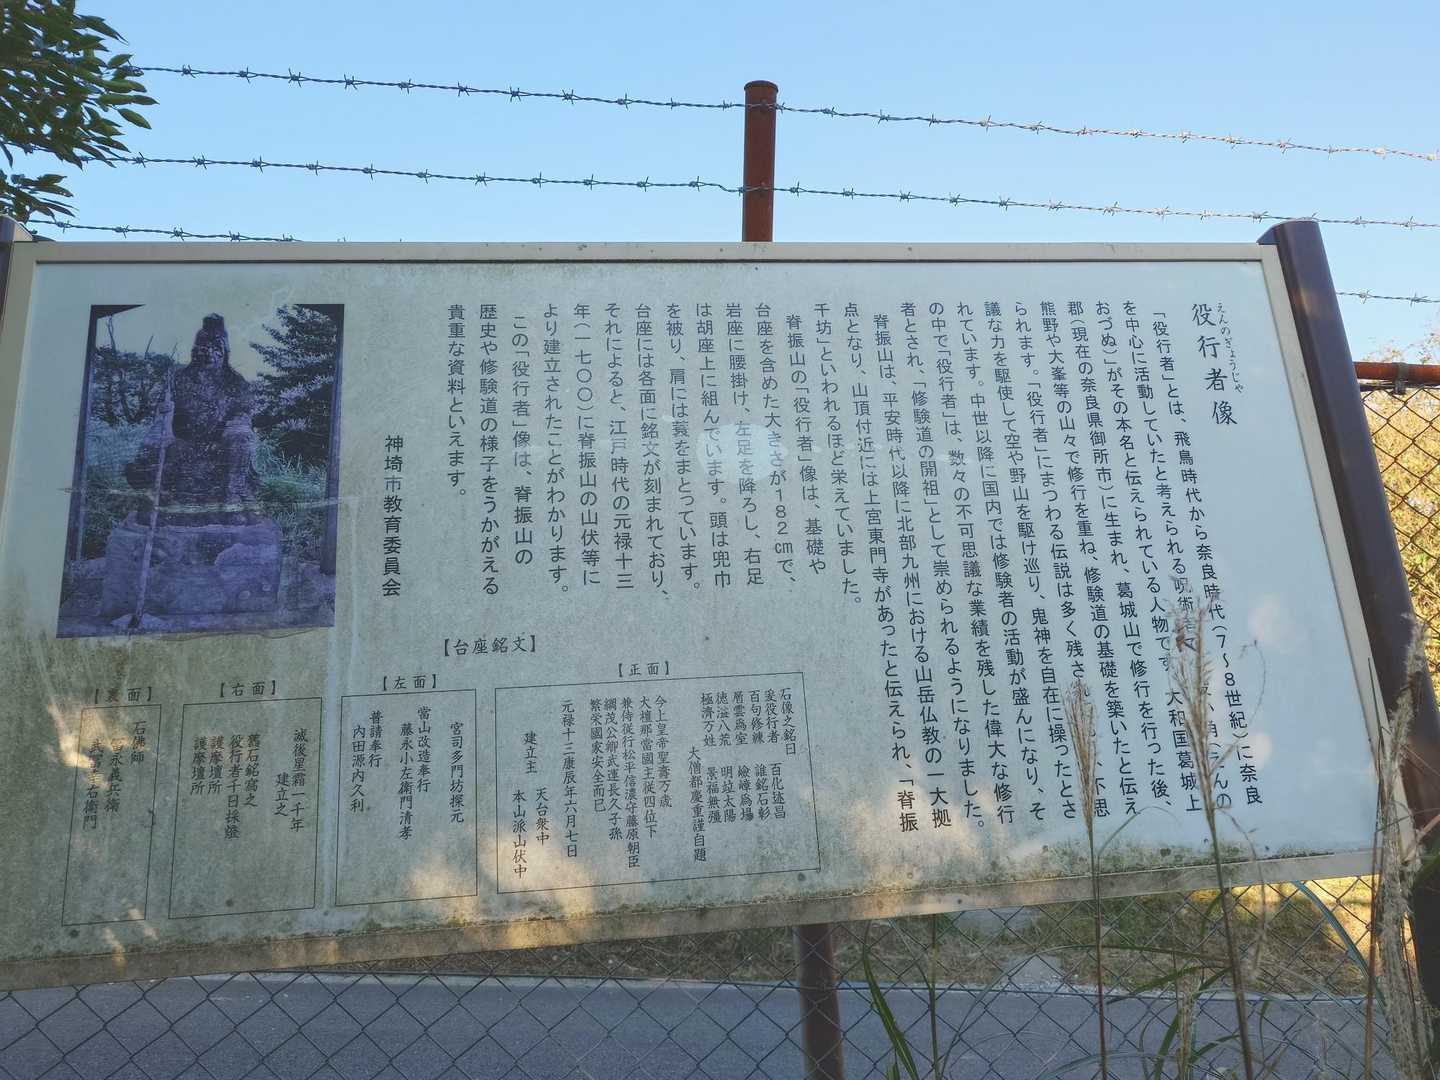 えんのぎょうじゃ
役行者像
「役行者」とは、飛鳥時代から奈良時代(7〜8世紀)に奈良
を中心に活動していたと考えられる呪術者で、
おづぬ)」がその本名と伝えられている人物です。大和国葛城上
郡(現在の奈良県御所市)に生まれ、葛城山で修行を行った後、
熊野や大峯等の山々で修行を重ね、修験道の基礎を築いたと伝え
られます。「役行者」にまつわる伝説は多く残され、不思
議な力を駆使して空や野山を駆け巡り、鬼神を自在に操ったとさ
れています。中世以降に国内では修験者の活動が盛んになり、そ
の中で「役行者」は、数々の不可思議な業績を残した偉大な修行
者とされ、「修験道の開祖」として崇められるようになりました。
脊振山は、平安時代以降に北部九州における山岳仏教の一大拠
点となり、山頂付近には上宮東門寺があったと伝えられ、「脊振
千坊」といわれるほど栄えていました。
脊振山の「役行者」像は、基礎や
台座を含めた大きさが182㎝で、
岩座に腰掛け、左足を降ろし、右足
は胡座上に組んでいます。頭は兜巾
を被り、肩には蓑をまとっています。
台座には各面に銘文が刻まれており、
それによると、江戸時代の元禄十三
年(一七〇〇)に脊振山の山伏等に
より建立されたことがわかります。
この「役行者」像は、脊振山の
歴史や修験道の様子をうかがえる
貴重な資料といえます。
神埼市教育委員会
【台座銘文】
【正面】
石像之銘曰
役行者 百化迹昌
百句修練 誰銘石彰
層雲為室 嶮嶂為場
徳溢八荒 明竝太陽
極済万姓 景福無彊
大僧都慶重謹自題
今上皇帝聖壽万歳
大檀那當國主従四位下
兼侍従行松平信濃守藤原朝臣
綱茂公卿武運長久子孫
繁栄國家安全而已
元禄十三庚辰年六月七日
建立主 天台衆中
本山派山伏中
【左面】
宮司多門坊探元
當山改造奉行
藤永小左衛門清孝
普請奉行
内田源内久利
【右面】
滅後星霜一千年
建立之
舊石銘寫之
役行者千日採燈
護摩壇所
護摩壇所
【裏面】
石佛師
冨永義兵衛